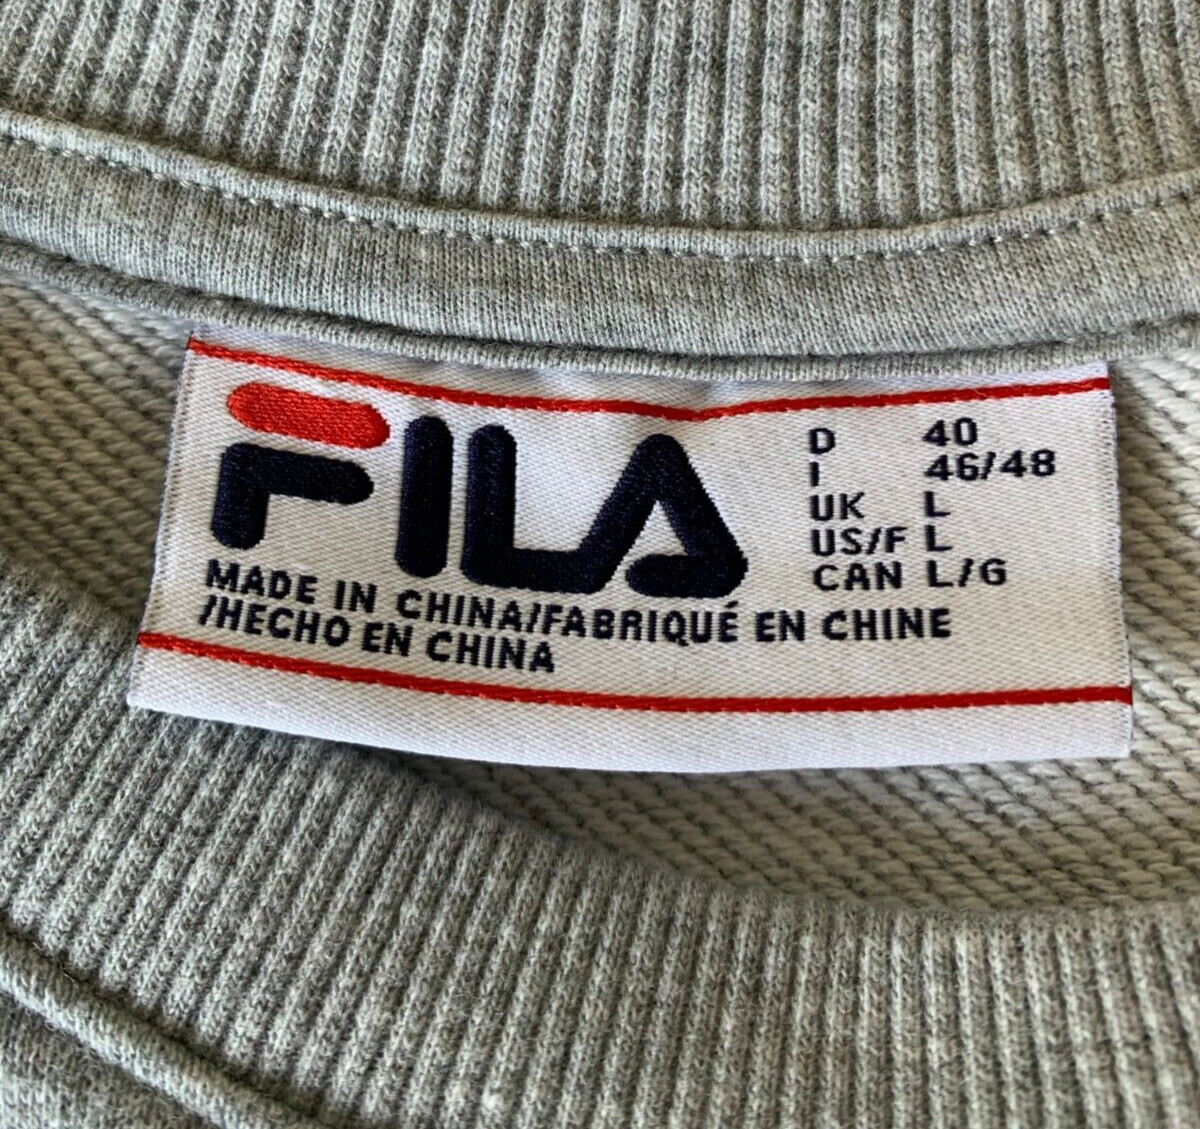 FILA
D 40
I 46/48
UK L
US/F L
CAN L/G
MADE IN CHINA/FABRIQUÉ EN CHINE
/HECHO EN CHINA